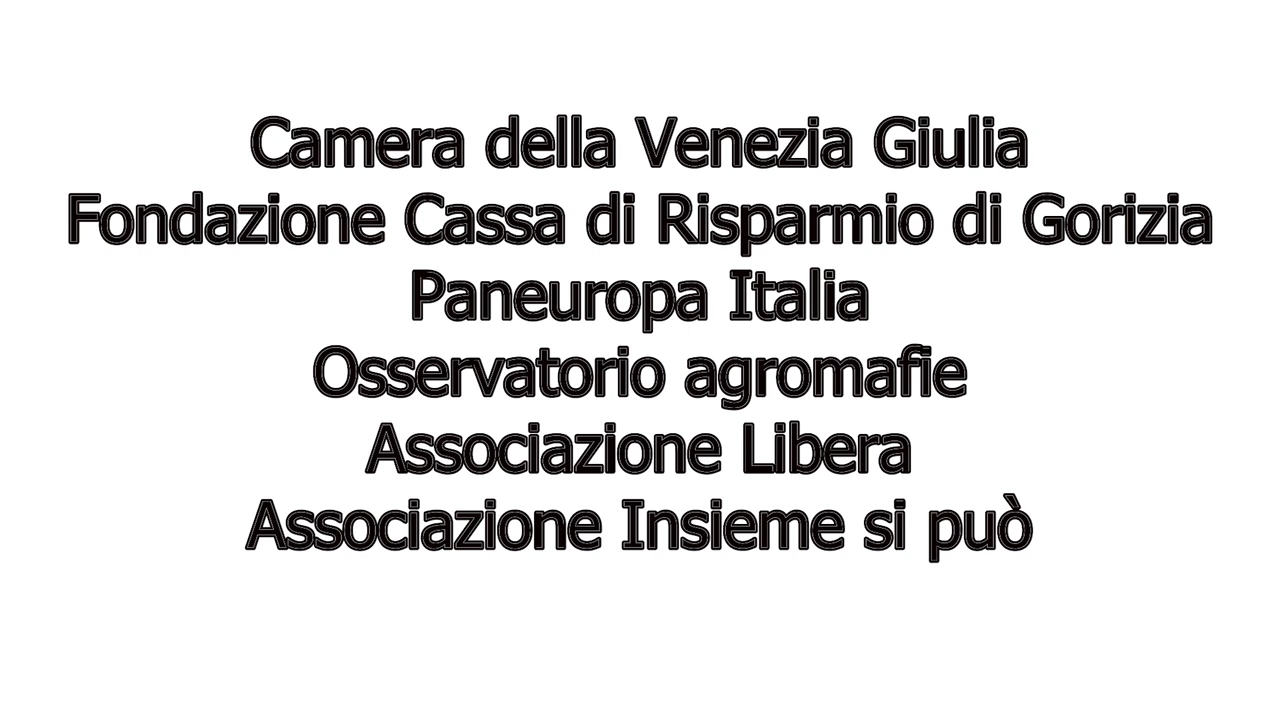 Camera della Venezia Giulia
Fondazione Cassa di Risparmio di Gorizia
Paneuropa Italia
Osservatorio agromafie
Associazione Libera
Associazione Insieme si può